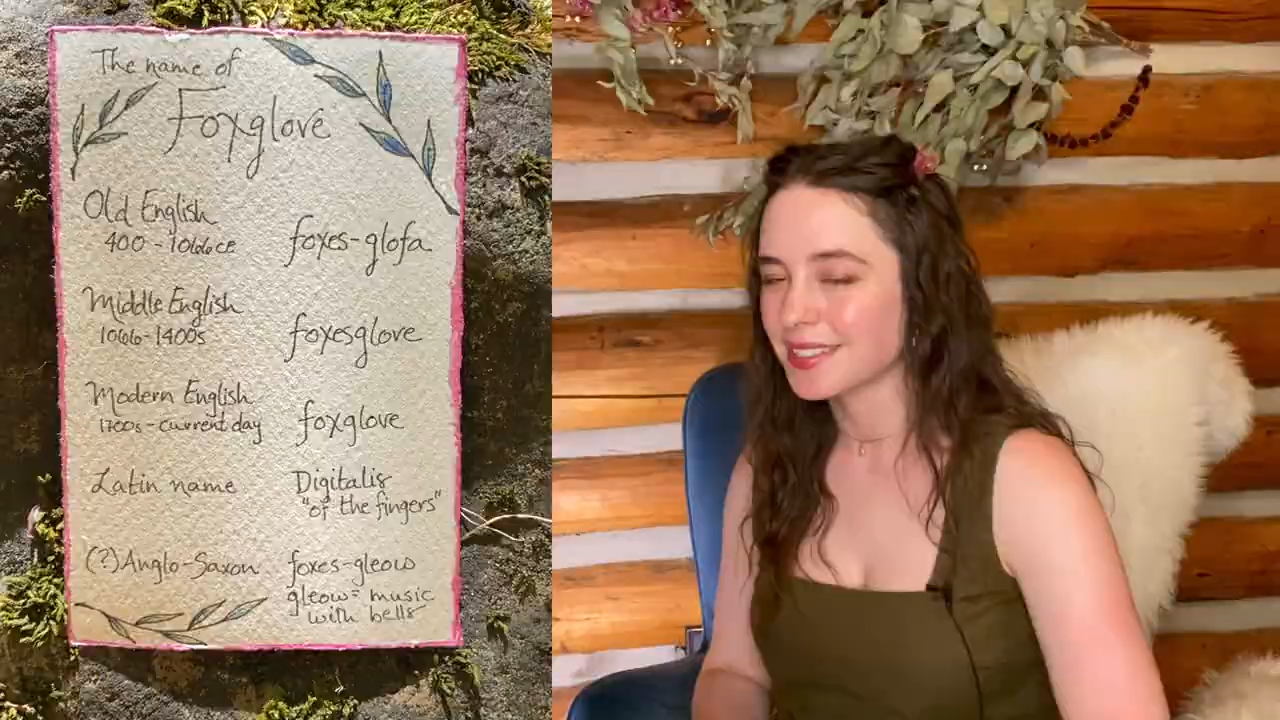 The name of
Foxglove
Old English
400 - 1066 CE
foxes-glofa
Middle English
1066-1400s
foxesglove
Modern English
1700s - current day
foxglove
Latin name
Digitalis
"of the fingers"
(?) Anglo-Saxon
foxes-gleow
gleow = music
with bells